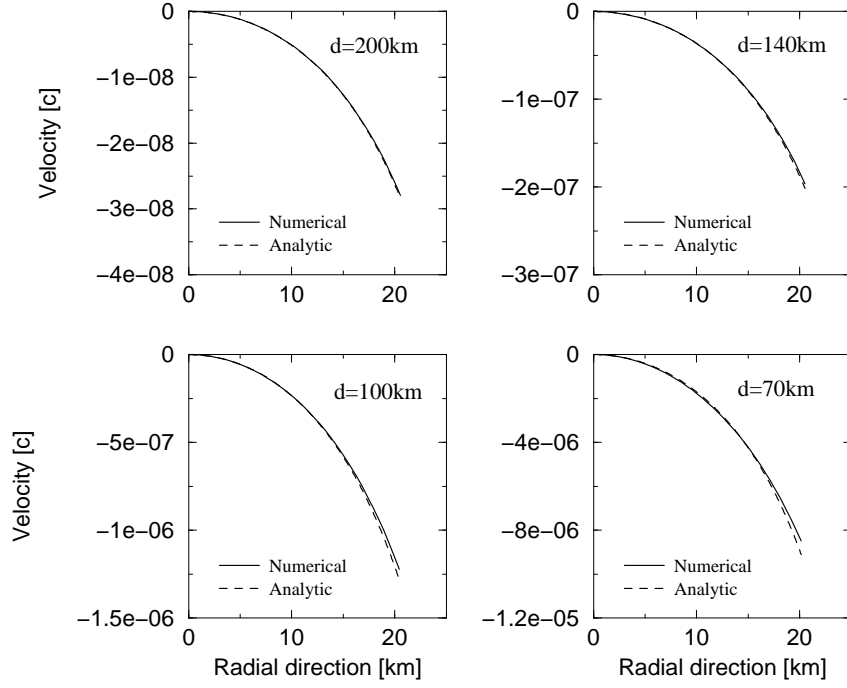 d=200km
Velocity [c]
0
−1e−08
−2e−08
−3e−08
−4e−08
Numerical
Analytic
0 10 20
d=140km
0
−1e−07
−2e−07
−3e−07
Numerical
Analytic
0 10 20
d=100km
Velocity [c]
0
−5e−07
−1e−06
−1.5e−06
Numerical
Analytic
0 10 20
Radial direction [km]
d=70km
0
−4e−06
−8e−06
−1.2e−05
Numerical
Analytic
0 10 20
Radial direction [km]